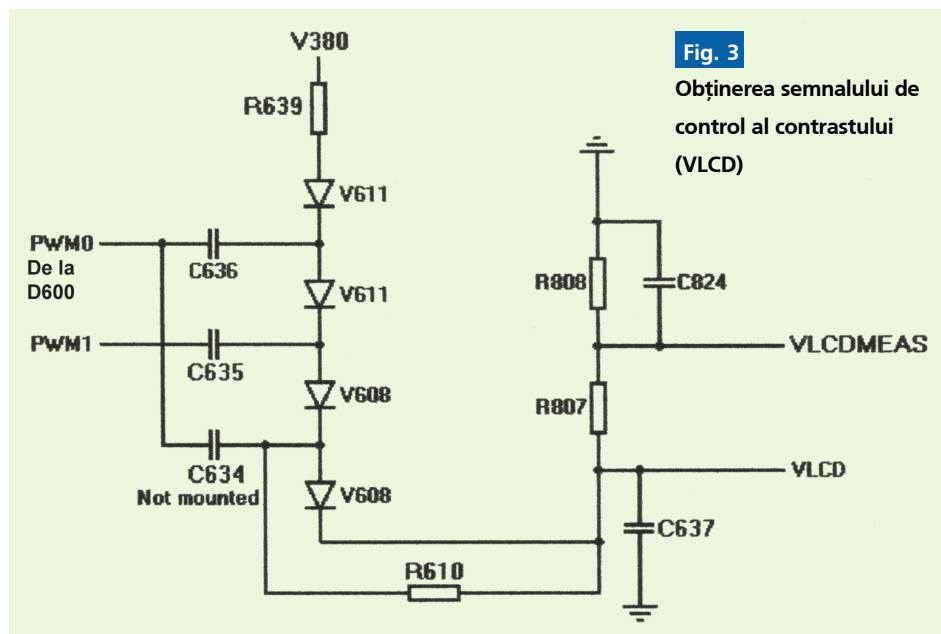 V380
Fig. 3
Obținerea semnalului de
control al contrastului
(VLCD)
R639
V611
PWM0
De la
D600
C636
V611
R808
C824
PWM1
C635
VLCDMEAS
V608
R807
C634
Not mounted
VLCD
V608
C637
R610